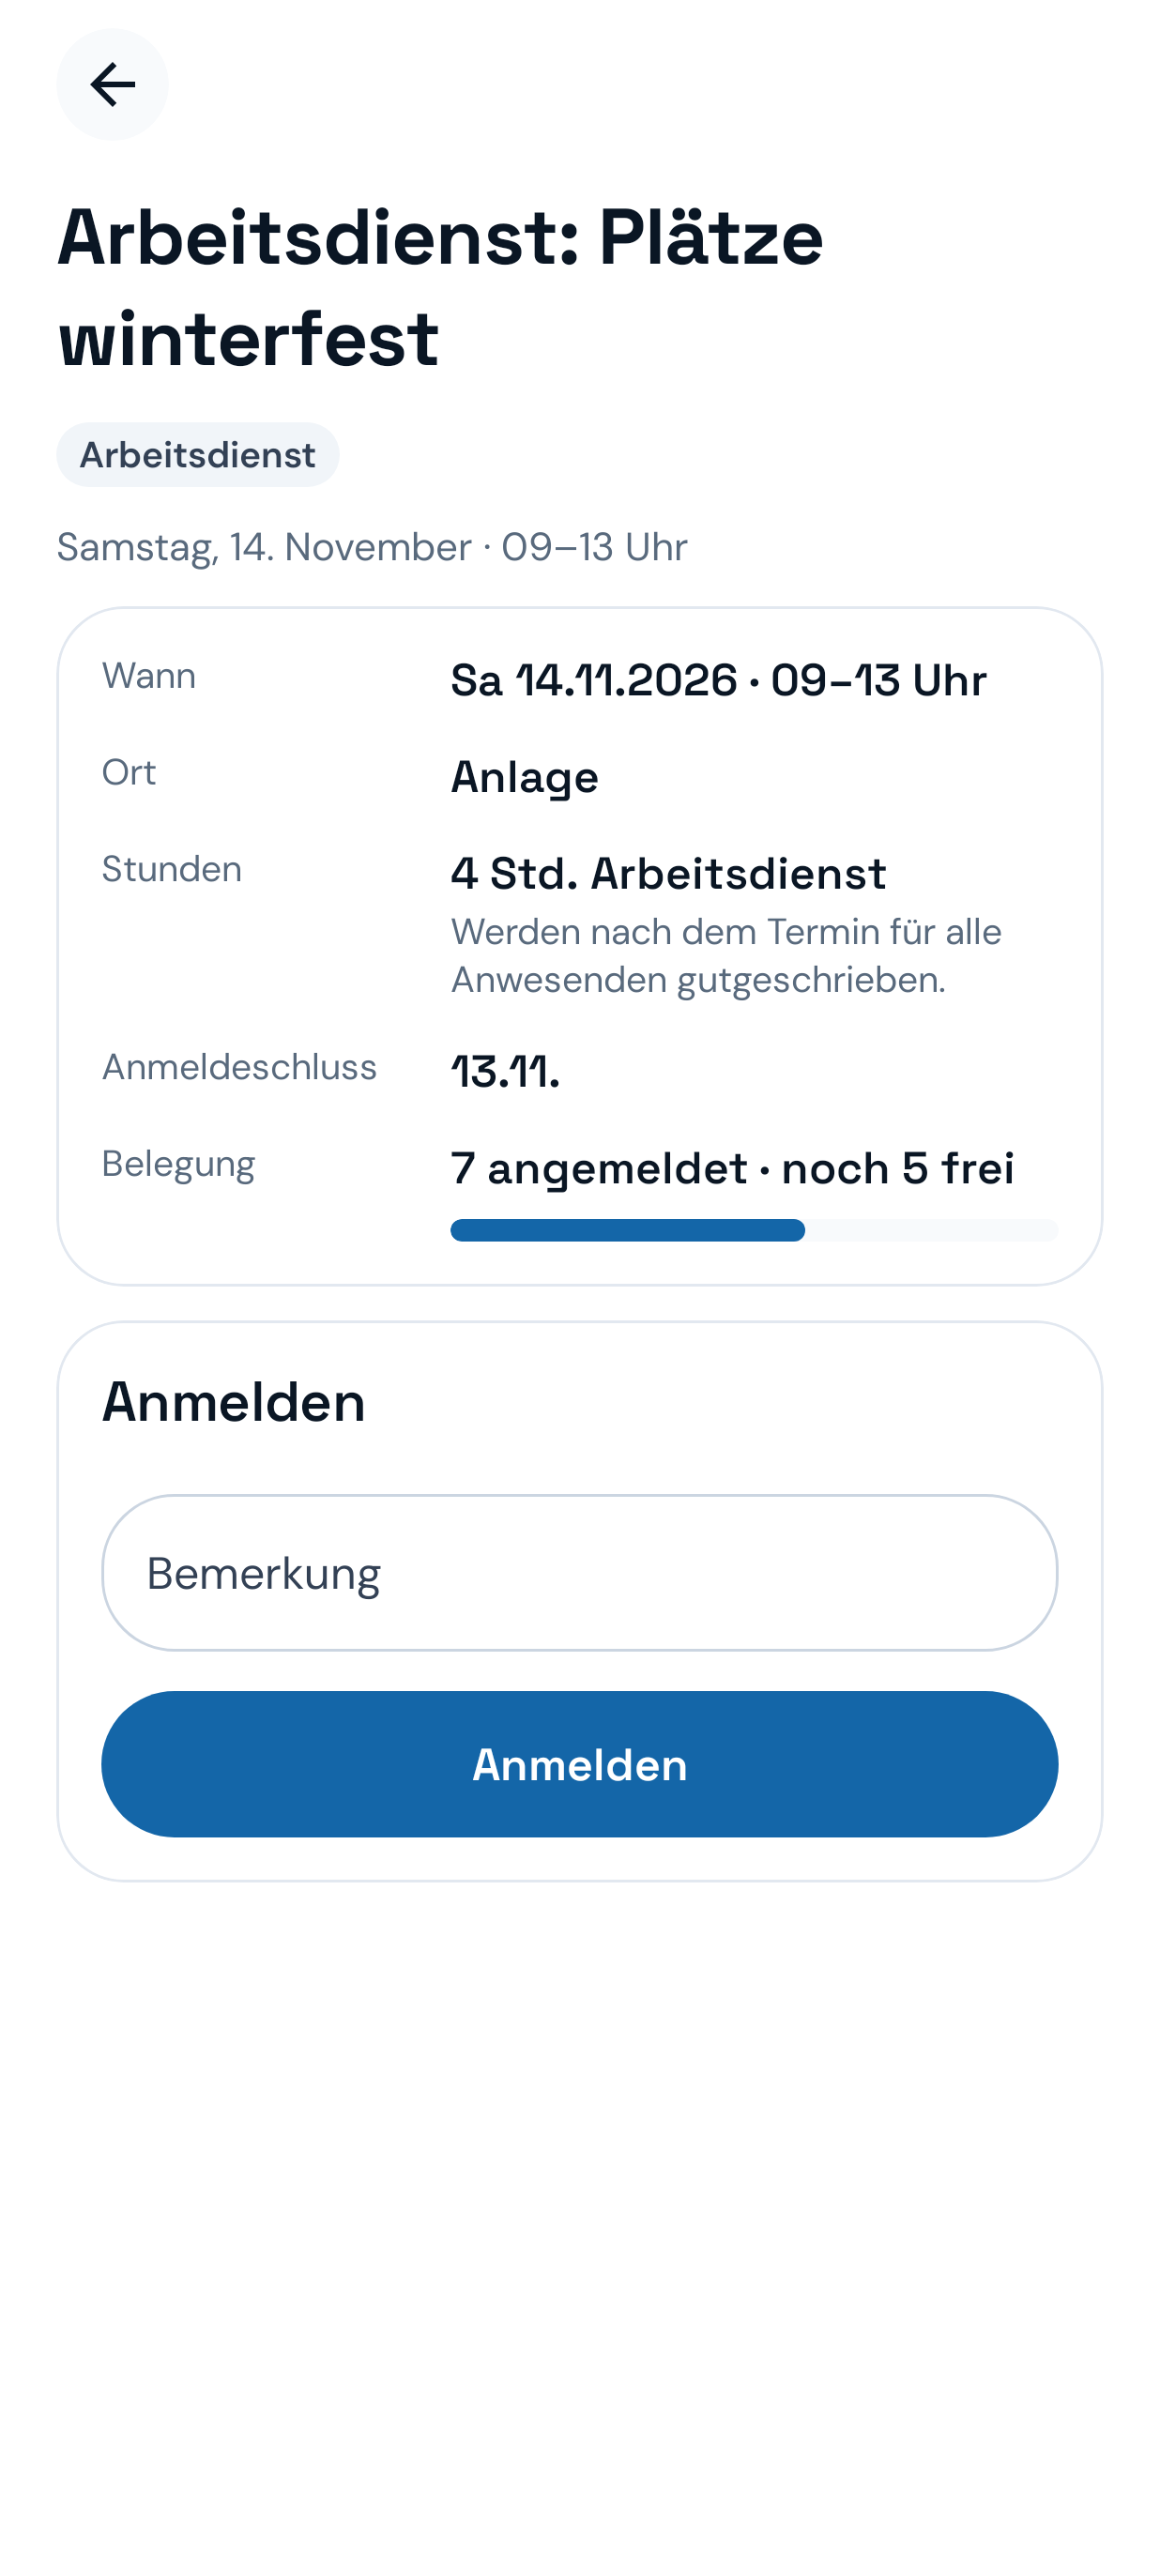 Arbeitsdienst: Plätze
winterfest
Arbeitsdienst
Samstag, 14. November · 09–13 Uhr
Wann
Sa 14.11.2026 · 09–13 Uhr
Ort
Anlage
Stunden
4 Std. Arbeitsdienst
Werden nach dem Termin für alle
Anwesenden gutgeschrieben.
Anmeldeschluss
13.11.
Belegung
7 angemeldet · noch 5 frei
Anmelden
Bemerkung
Anmelden